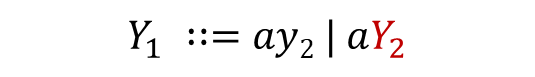 Y₁ ::= ay₂ | aY₂